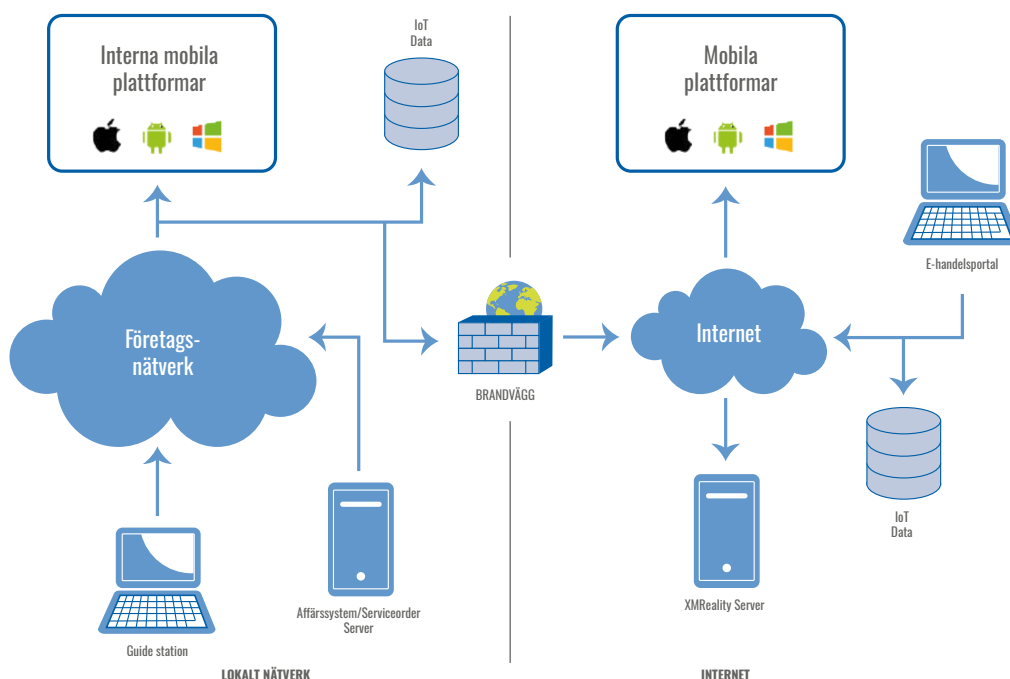 Interna mobila
plattformar
IoT
Data
Mobila
plattformar
E-handelsportal
Företags-
nätverk
Internet
BRANDVÄGG
IoT
Data
Affärssystem/Serviceorder
Server
XMReality Server
Guide station
LOKALT NÄTVERK
INTERNET